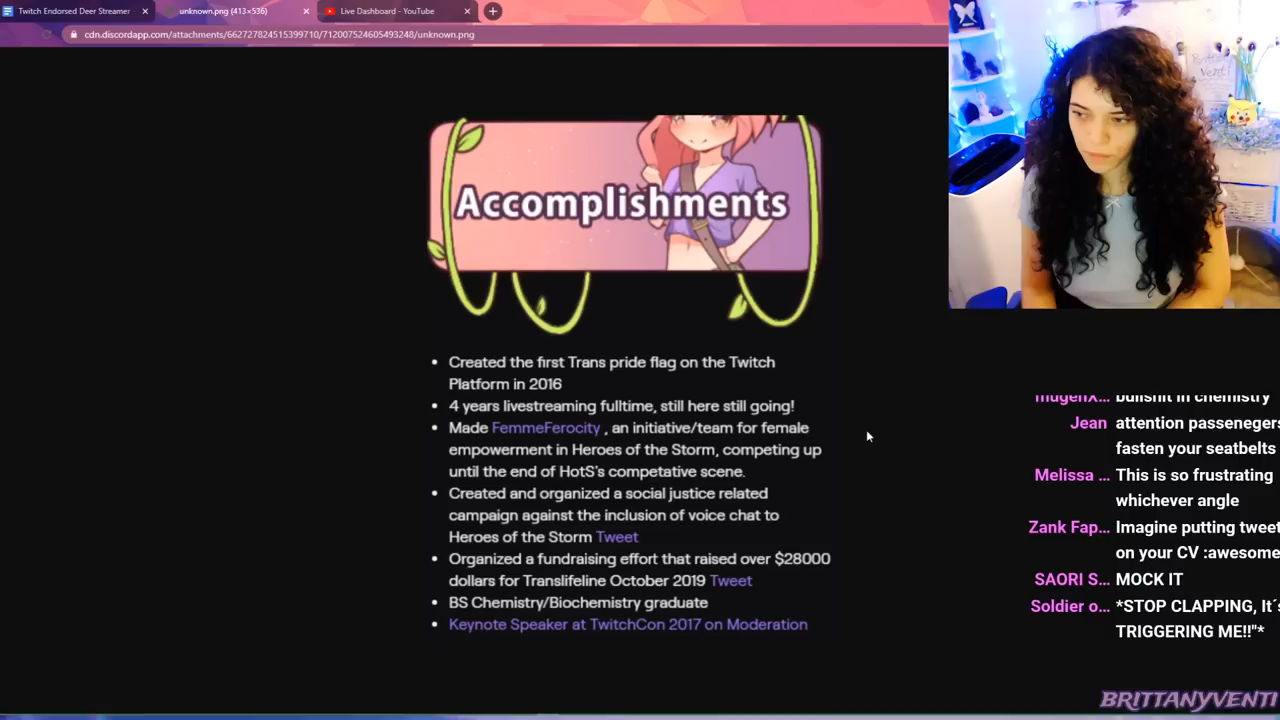 Twitch Endorsed Deer Streamer
unknown.png (413×536)
Live Dashboard - YouTube
cdn.discordapp.com/attachments/662727824515399710/712007524605493248/unknown.png
Accomplishments
Created the first Trans pride flag on the Twitch
Platform in 2016
4 years livestreaming fulltime, still here still going!
Made FemmeFerocity , an initiative/team for female
empowerment in Heroes of the Storm, competing up
until the end of HotS's competative scene.
Created and organized a social justice related
campaign against the inclusion of voice chat to
Heroes of the Storm Tweet
Organized a fundraising effort that raised over $28000
dollars for Translifeline October 2019 Tweet
BS Chemistry/Biochemistry graduate
Keynote Speaker at TwitchCon 2017 on Moderation
bullshit in chemistry
Jean attention passenegers
fasten your seatbelts
Melissa ... This is so frustrating
whichever angle
Zank Fap... Imagine putting tweet
on your CV :awesome
SAORI S... MOCK IT
Soldier o... *STOP CLAPPING, It´s
TRIGGERING ME!!"*
BRITTANYVENTI